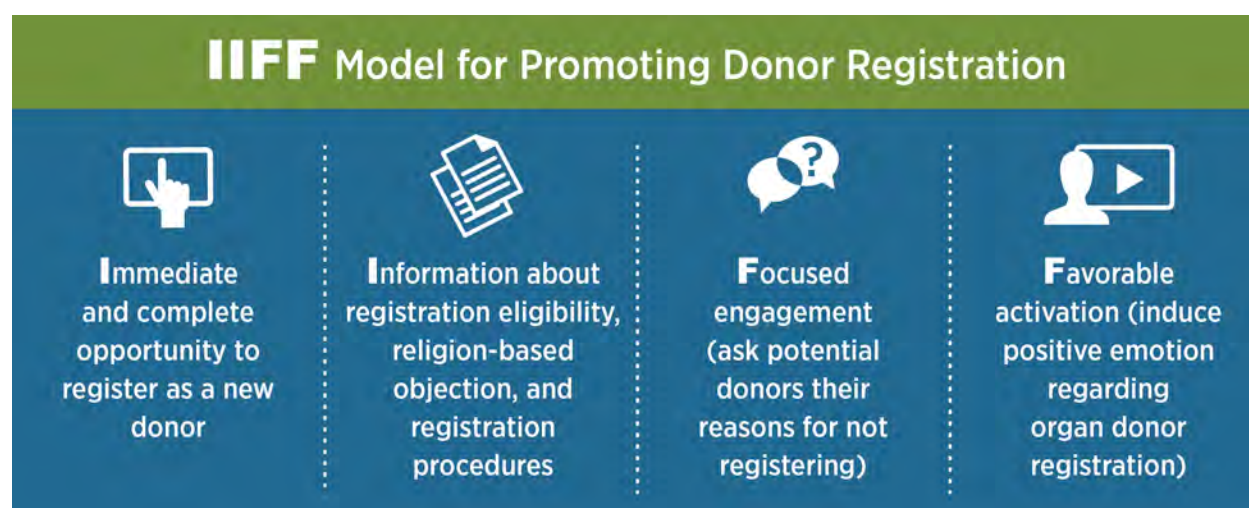 IIFF Model for Promoting Donor Registration
?
Immediate
and complete
opportunity to
register as a new
donor
Information about
registration eligibility,
religion-based
objection, and
registration
procedures
Focused
engagement
(ask potential
donors their
reasons for not
registering)
Favorable
activation (induce
positive emotion
regarding
organ donor
registration)